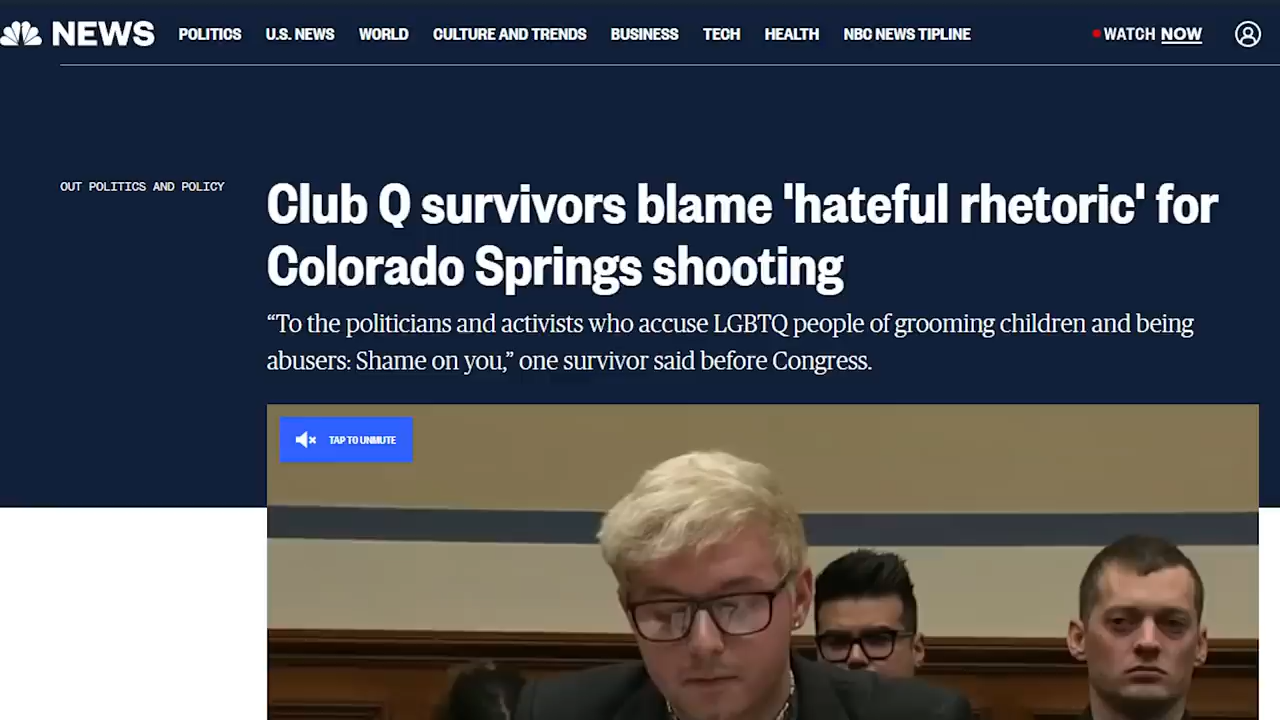 NEWS POLITICS U.S. NEWS WORLD CULTURE AND TRENDS BUSINESS TECH HEALTH NBC NEWS TIPLINE WATCH NOW
OUT POLITICS AND POLICY
Club Q survivors blame 'hateful rhetoric' for
Colorado Springs shooting
“To the politicians and activists who accuse LGBTQ people of grooming children and being
abusers: Shame on you,” one survivor said before Congress.
TAP TO UNMUTE